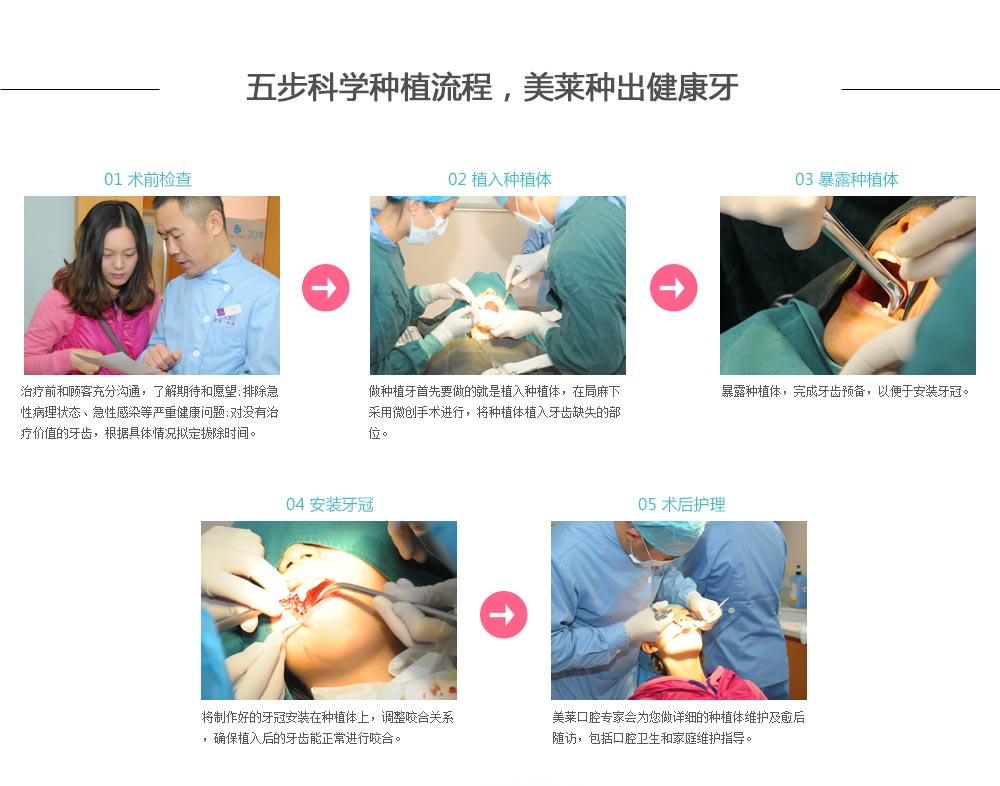 五步科学种植流程，美莱种出健康牙
01 术前检查
02 植入种植体
03 暴露种植体
20年
治疗前和顾客充分沟通，了解期待和愿望;排除急
性病理状态、急性感染等严重健康问题;对没有治
疗价值的牙齿，根据具体情况拟定拔除时间。
做种植牙首先要做的就是植入种植体，在局麻下
采用微创手术进行，将种植体植入牙齿缺失的部
位。
暴露种植体，完成牙齿预备，以便于安装牙冠。
04 安装牙冠
05 术后护理
将制作好的牙冠安装在种植体上，调整咬合关系
，确保植入后的牙齿能正常进行咬合。
美莱口腔专家会为您做详细的种植体维护及愈后
随访，包括口腔卫生和家庭维护指导。